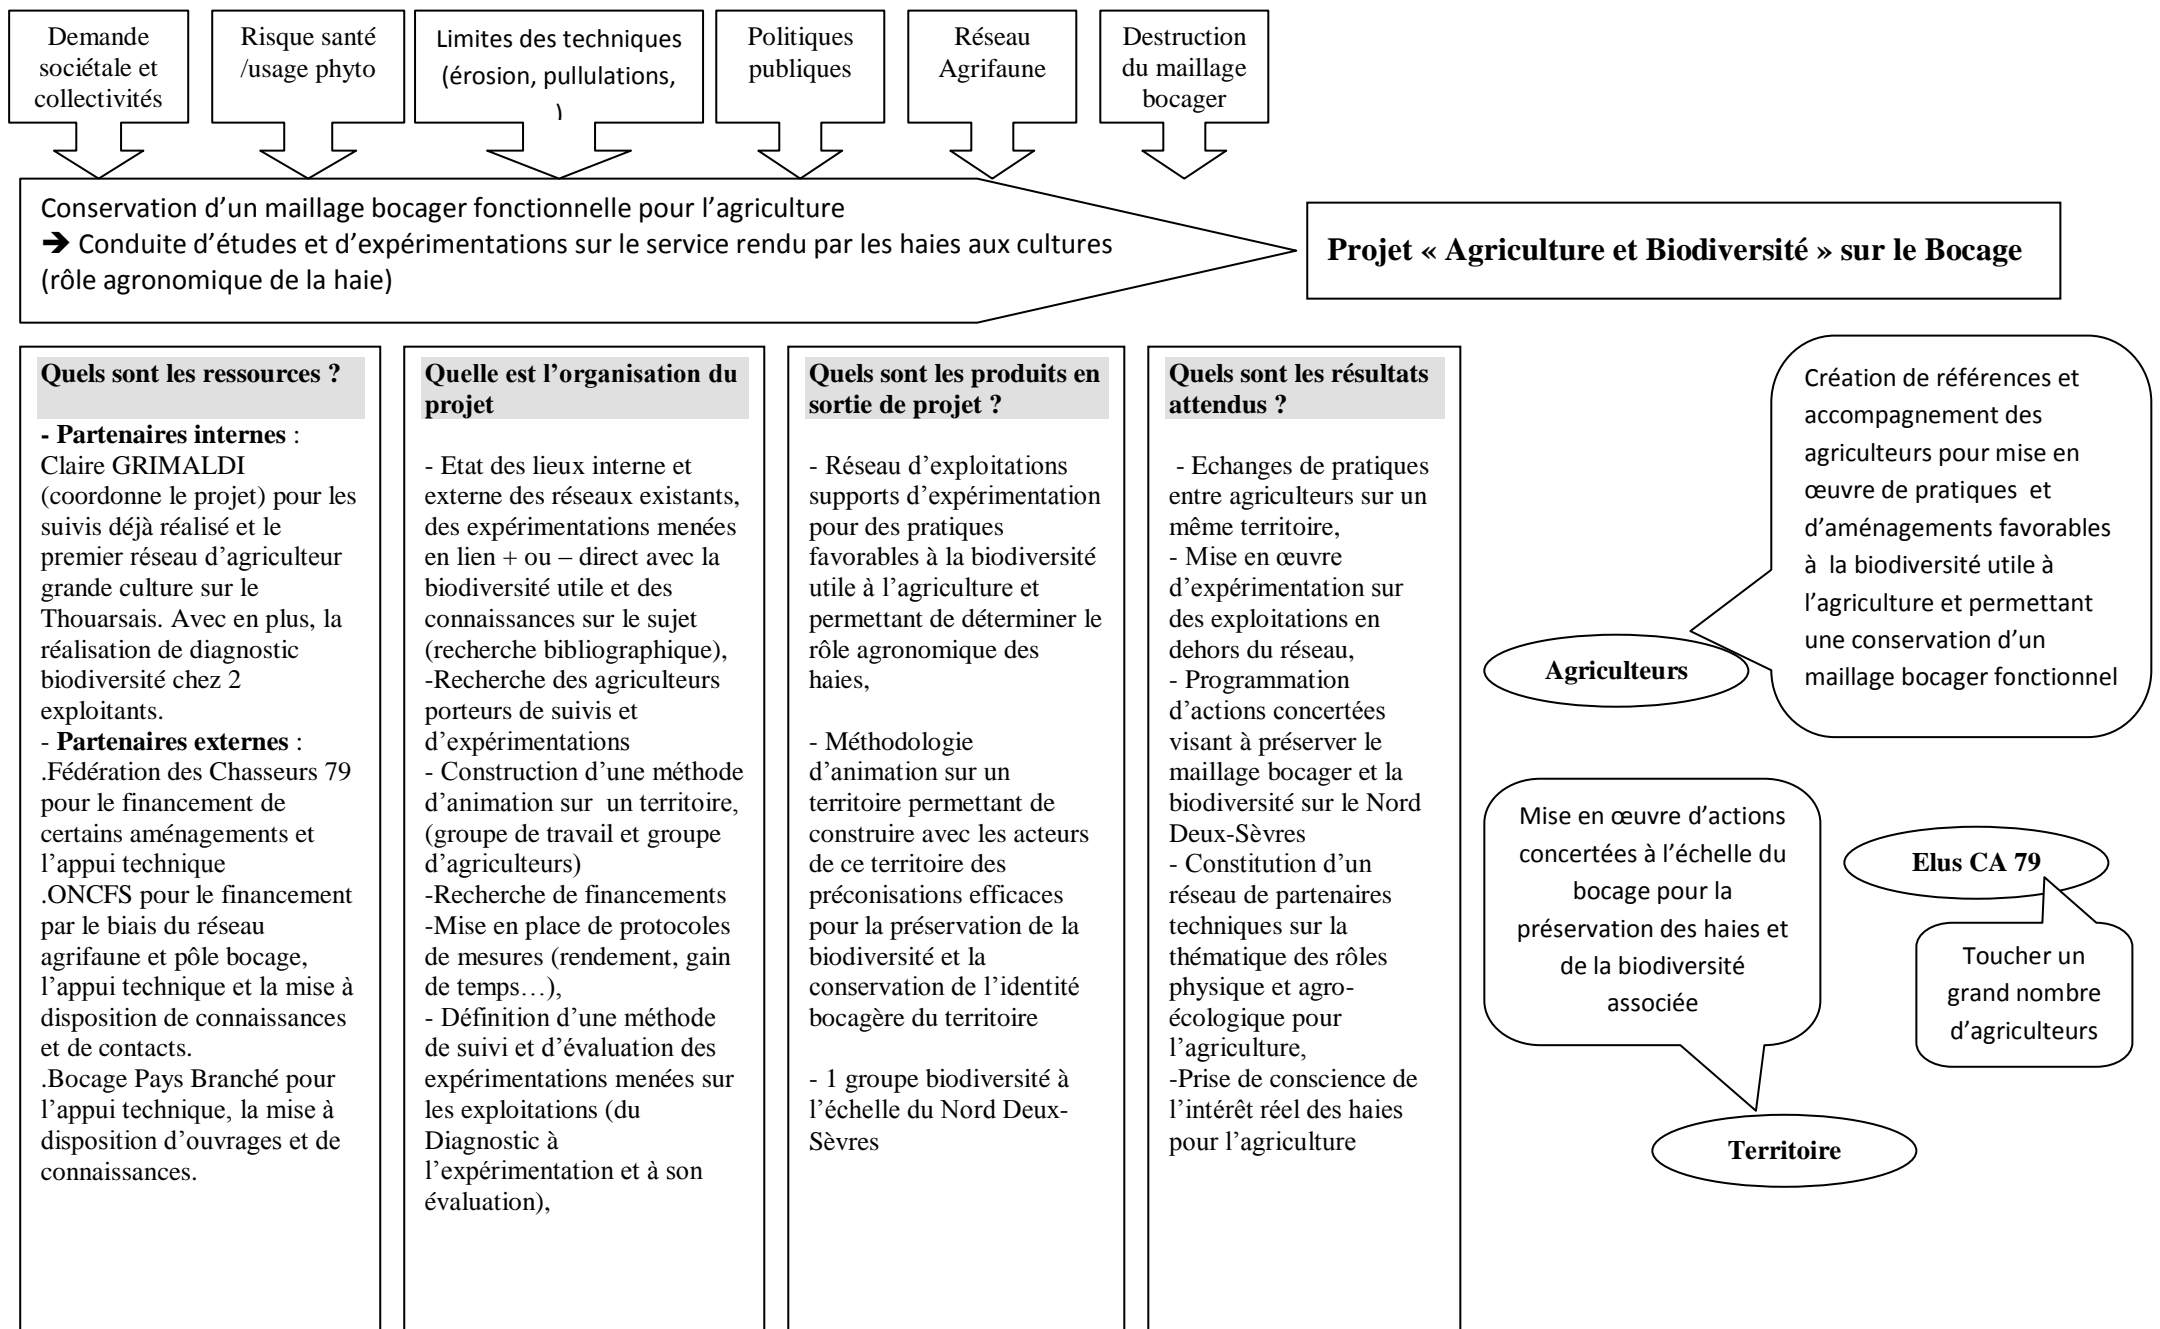 Demande
sociétale et
collectivités
Risque santé
/usage phyto
Limites des techniques
(érosion, pullulations,
)
Politiques
publiques
Réseau
Agrifaune
Destruction
du maillage
bocager
Conservation d’un maillage bocager fonctionnelle pour l’agriculture
➔ Conduite d’études et d’expérimentations sur le service rendu par les haies aux cultures
(rôle agronomique de la haie)
Projet « Agriculture et Biodiversité » sur le Bocage
Quels sont les ressources ?
- Partenaires internes :
Claire GRIMALDI
(coordonne le projet) pour les
suivis déjà réalisé et le
premier réseau d’agriculteur
grande culture sur le
Thouarsais. Avec en plus, la
réalisation de diagnostic
biodiversité chez 2
exploitants.
- Partenaires externes :
.Fédération des Chasseurs 79
pour le financement de
certains aménagements et
l’appui technique
.ONCFS pour le financement
par le biais du réseau
agrifaune et pôle bocage,
l’appui technique et la mise à
disposition de connaissances
et de contacts.
.Bocage Pays Branché pour
l’appui technique, la mise à
disposition d’ouvrages et de
connaissances.
Quelle est l’organisation du
projet
- Etat des lieux interne et
externe des réseaux existants,
des expérimentations menées
en lien + ou – direct avec la
biodiversité utile et des
connaissances sur le sujet
(recherche bibliographique),
-Recherche des agriculteurs
porteurs de suivis et
d’expérimentations
- Construction d’une méthode
d’animation sur un territoire,
(groupe de travail et groupe
d’agriculteurs)
-Recherche de financements
-Mise en place de protocoles
de mesures (rendement, gain
de temps…),
- Définition d’une méthode
de suivi et d’évaluation des
expérimentations menées sur
les exploitations (du
Diagnostic à
l’expérimentation et à son
évaluation),
Quels sont les produits en
sortie de projet ?
- Réseau d’exploitations
supports d’expérimentation
pour des pratiques
favorables à la biodiversité
utile à l’agriculture et
permettant de déterminer le
rôle agronomique des
haies,
- Méthodologie
d’animation sur un
territoire permettant de
construire avec les acteurs
de ce territoire des
préconisations efficaces
pour la préservation de la
biodiversité et la
conservation de l’identité
bocagère du territoire
- 1 groupe biodiversité à
l’échelle du Nord Deux-
Sèvres
Quels sont les résultats
attendus ?
- Echanges de pratiques
entre agriculteurs sur un
même territoire,
- Mise en œuvre
d’expérimentation sur
des exploitations en
dehors du réseau,
- Programmation
d’actions concertées
visant à préserver le
maillage bocager et la
biodiversité sur le Nord
Deux-Sèvres
- Constitution d’un
réseau de partenaires
techniques sur la
thématique des rôles
physique et agro-
écologique pour
l’agriculture,
-Prise de conscience de
l’intérêt réel des haies
pour l’agriculture
Création de références et
accompagnement des
agriculteurs pour mise en
œuvre de pratiques et
d’aménagements favorables
à la biodiversité utile à
l’agriculture et permettant
une conservation d’un
maillage bocager fonctionnel
Agriculteurs
Mise en œuvre d’actions
concertées à l’échelle du
bocage pour la
préservation des haies et
de la biodiversité
associée
Elus CA 79
Toucher un
grand nombre
d’agriculteurs
Territoire